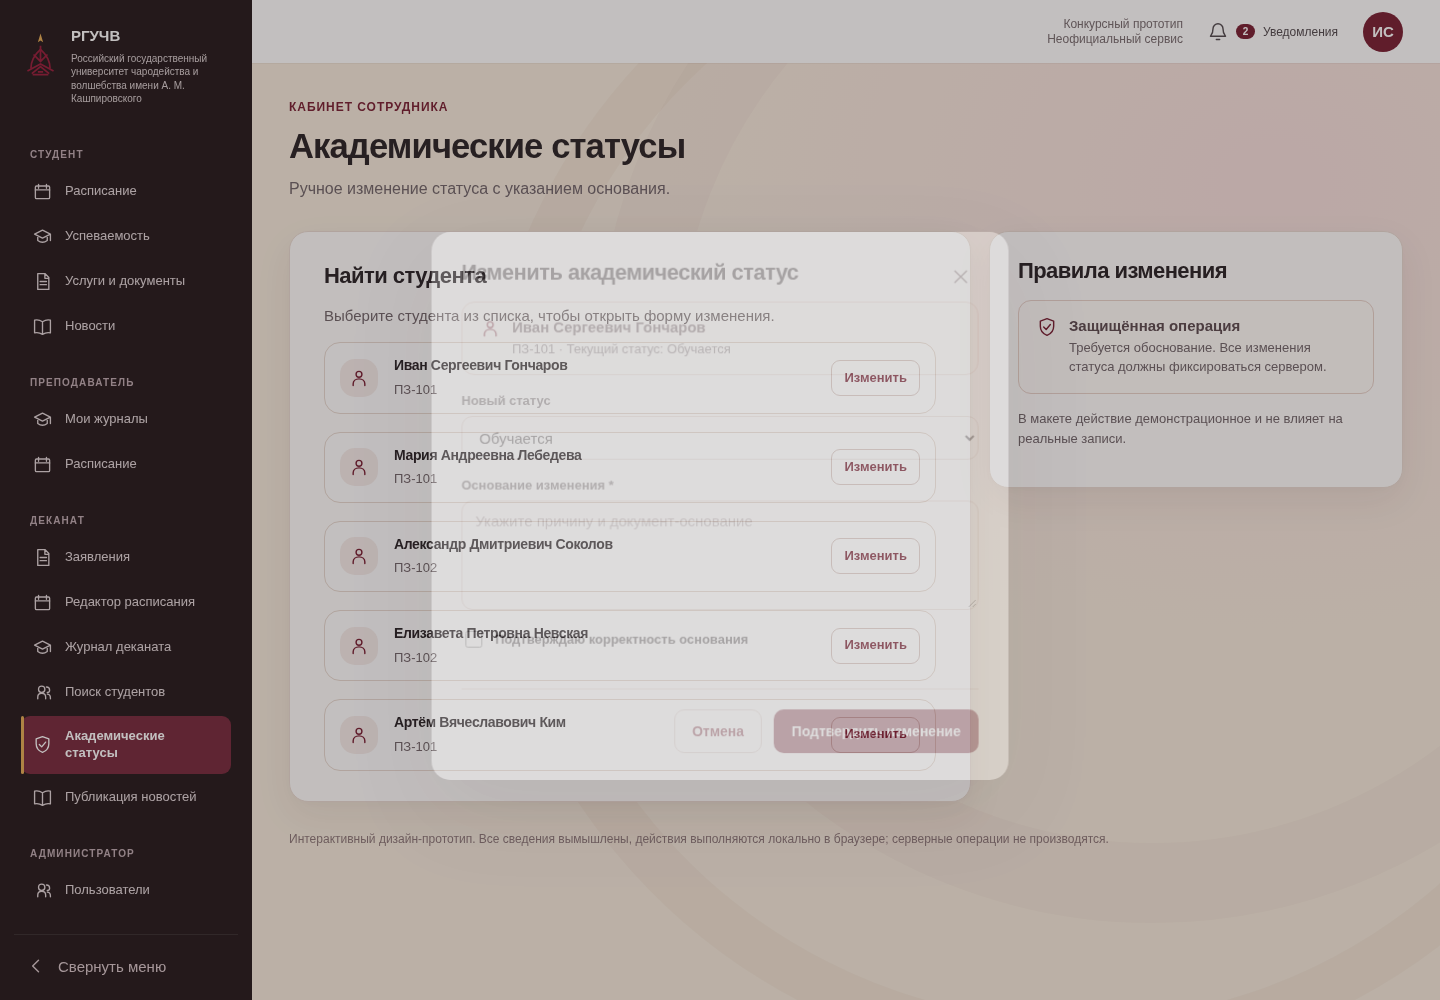 РГУЧВ
Российский государственный
университет чародейства и
волшебства имени А. М.
Кашпировского
СТУДЕНТ
Расписание
Успеваемость
Услуги и документы
Новости
ПРЕПОДАВАТЕЛЬ
Мои журналы
Расписание
ДЕКАНАТ
Заявления
Редактор расписания
Журнал деканата
Поиск студентов
Академические
статусы
Публикация новостей
АДМИНИСТРАТОР
Пользователи
Свернуть меню
Конкурсный прототип
Неофициальный сервис
2
Уведомления
ИС
КАБИНЕТ СОТРУДНИКА
Академические статусы
Ручное изменение статуса с указанием основания.
Найти студента
Выберите студента из списка, чтобы открыть форму изменения.
Иван Сергеевич Гончаров
ПЗ-101
Изменить
Мария Андреевна Лебедева
ПЗ-101
Изменить
Александр Дмитриевич Соколов
ПЗ-102
Изменить
Елизавета Петровна Невская
ПЗ-102
Изменить
Артём Вячеславович Ким
ПЗ-101
Изменить
Изменить академический статус
Иван Сергеевич Гончаров
ПЗ-101 · Текущий статус: Обучается
Новый статус
Обучается
Основание изменения *
Укажите причину и документ-основание
Подтверждаю корректность основания
Отмена
Подтвердить изменение
Правила изменения
Защищённая операция
Требуется обоснование. Все изменения
статуса должны фиксироваться сервером.
В макете действие демонстрационное и не влияет на
реальные записи.
Интерактивный дизайн-прототип. Все сведения вымышлены, действия выполняются локально в браузере; серверные операции не производятся.